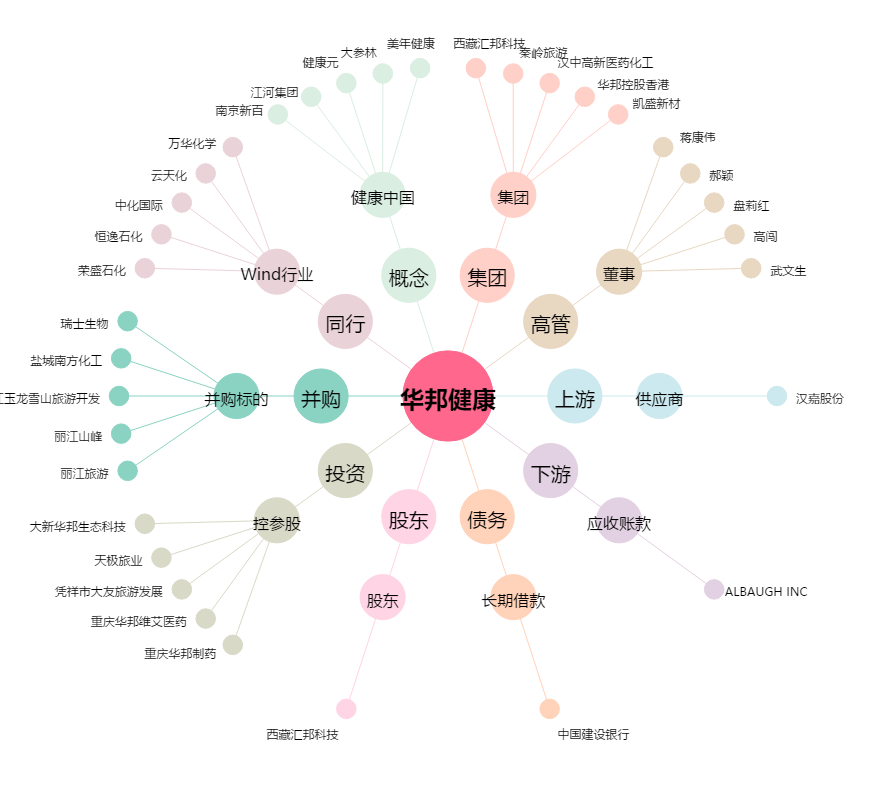 美年健康
西藏汇邦科技
大参林
秦岭旅游
健康元
汉中高新医药化工
江河集团
华邦控股香港
南京新百
凯盛新材
万华化学
蒋康伟
云天化
郝颖
健康中国
集团
中化国际
盘莉红
恒逸石化
高闯
荣盛石化
Wind行业
概念
集团
董事
武文生
瑞士生物
同行
高管
盐城南方化工
江玉龙雪山旅游开发
并购标的
并购
华邦健康
上游
供应商
汉嘉股份
丽江山峰
丽江旅游
投资
下游
大新华邦生态科技
控参股
股东
债务
应收账款
天极旅业
凭祥市大友旅游发展
ALBAUGH INC
股东
长期借款
重庆华邦维艾医药
重庆华邦制药
西藏汇邦科技
中国建设银行